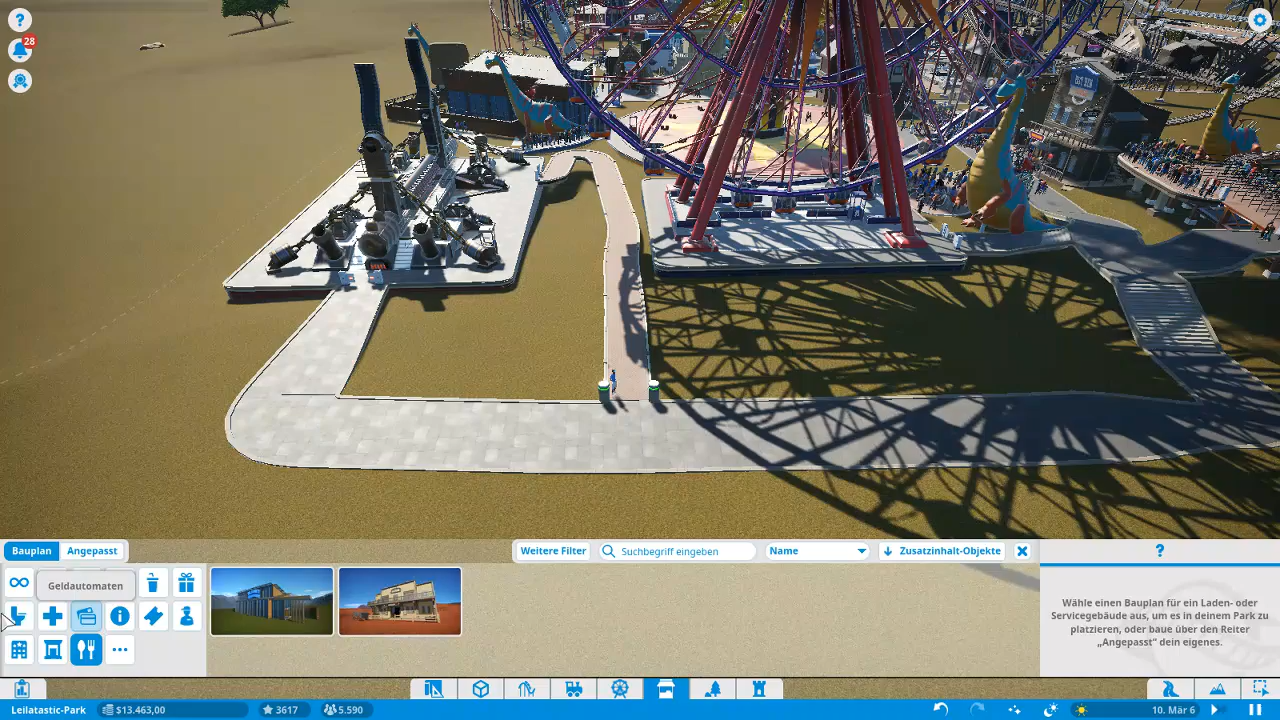 28
Bauplan
Angepasst
Weitere Filter
Suchbegriff eingeben
Name
Zusatzinhalt-Objekte
Geldautomaten
Wähle einen Bauplan für ein Laden- oder
Servicegebäude aus, um es in deinem Park zu
platzieren, oder baue über den Reiter
„Angepasst" dein eigenes.
Leilatastic-Park
$13.463,00
3617
5.590
10. Mär 6